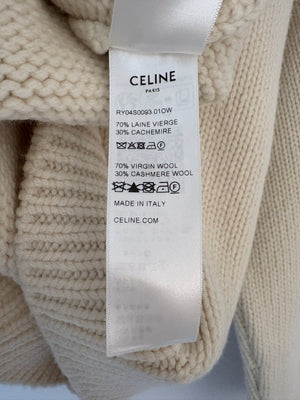 CELINE
PARIS
RY04S0093.01OW
70% LAINE VIERGE
30% CACHEMIRE
70% VIRGIN WOOL
30% CASHMERE WOOL
MADE IN ITALY
CELINE.COM